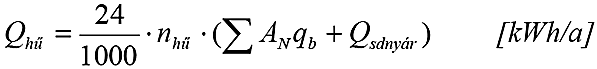 Q_hű = 24/1000 · n_hű · (∑ A_N q_b + Q_sdnyár) [kWh/a]